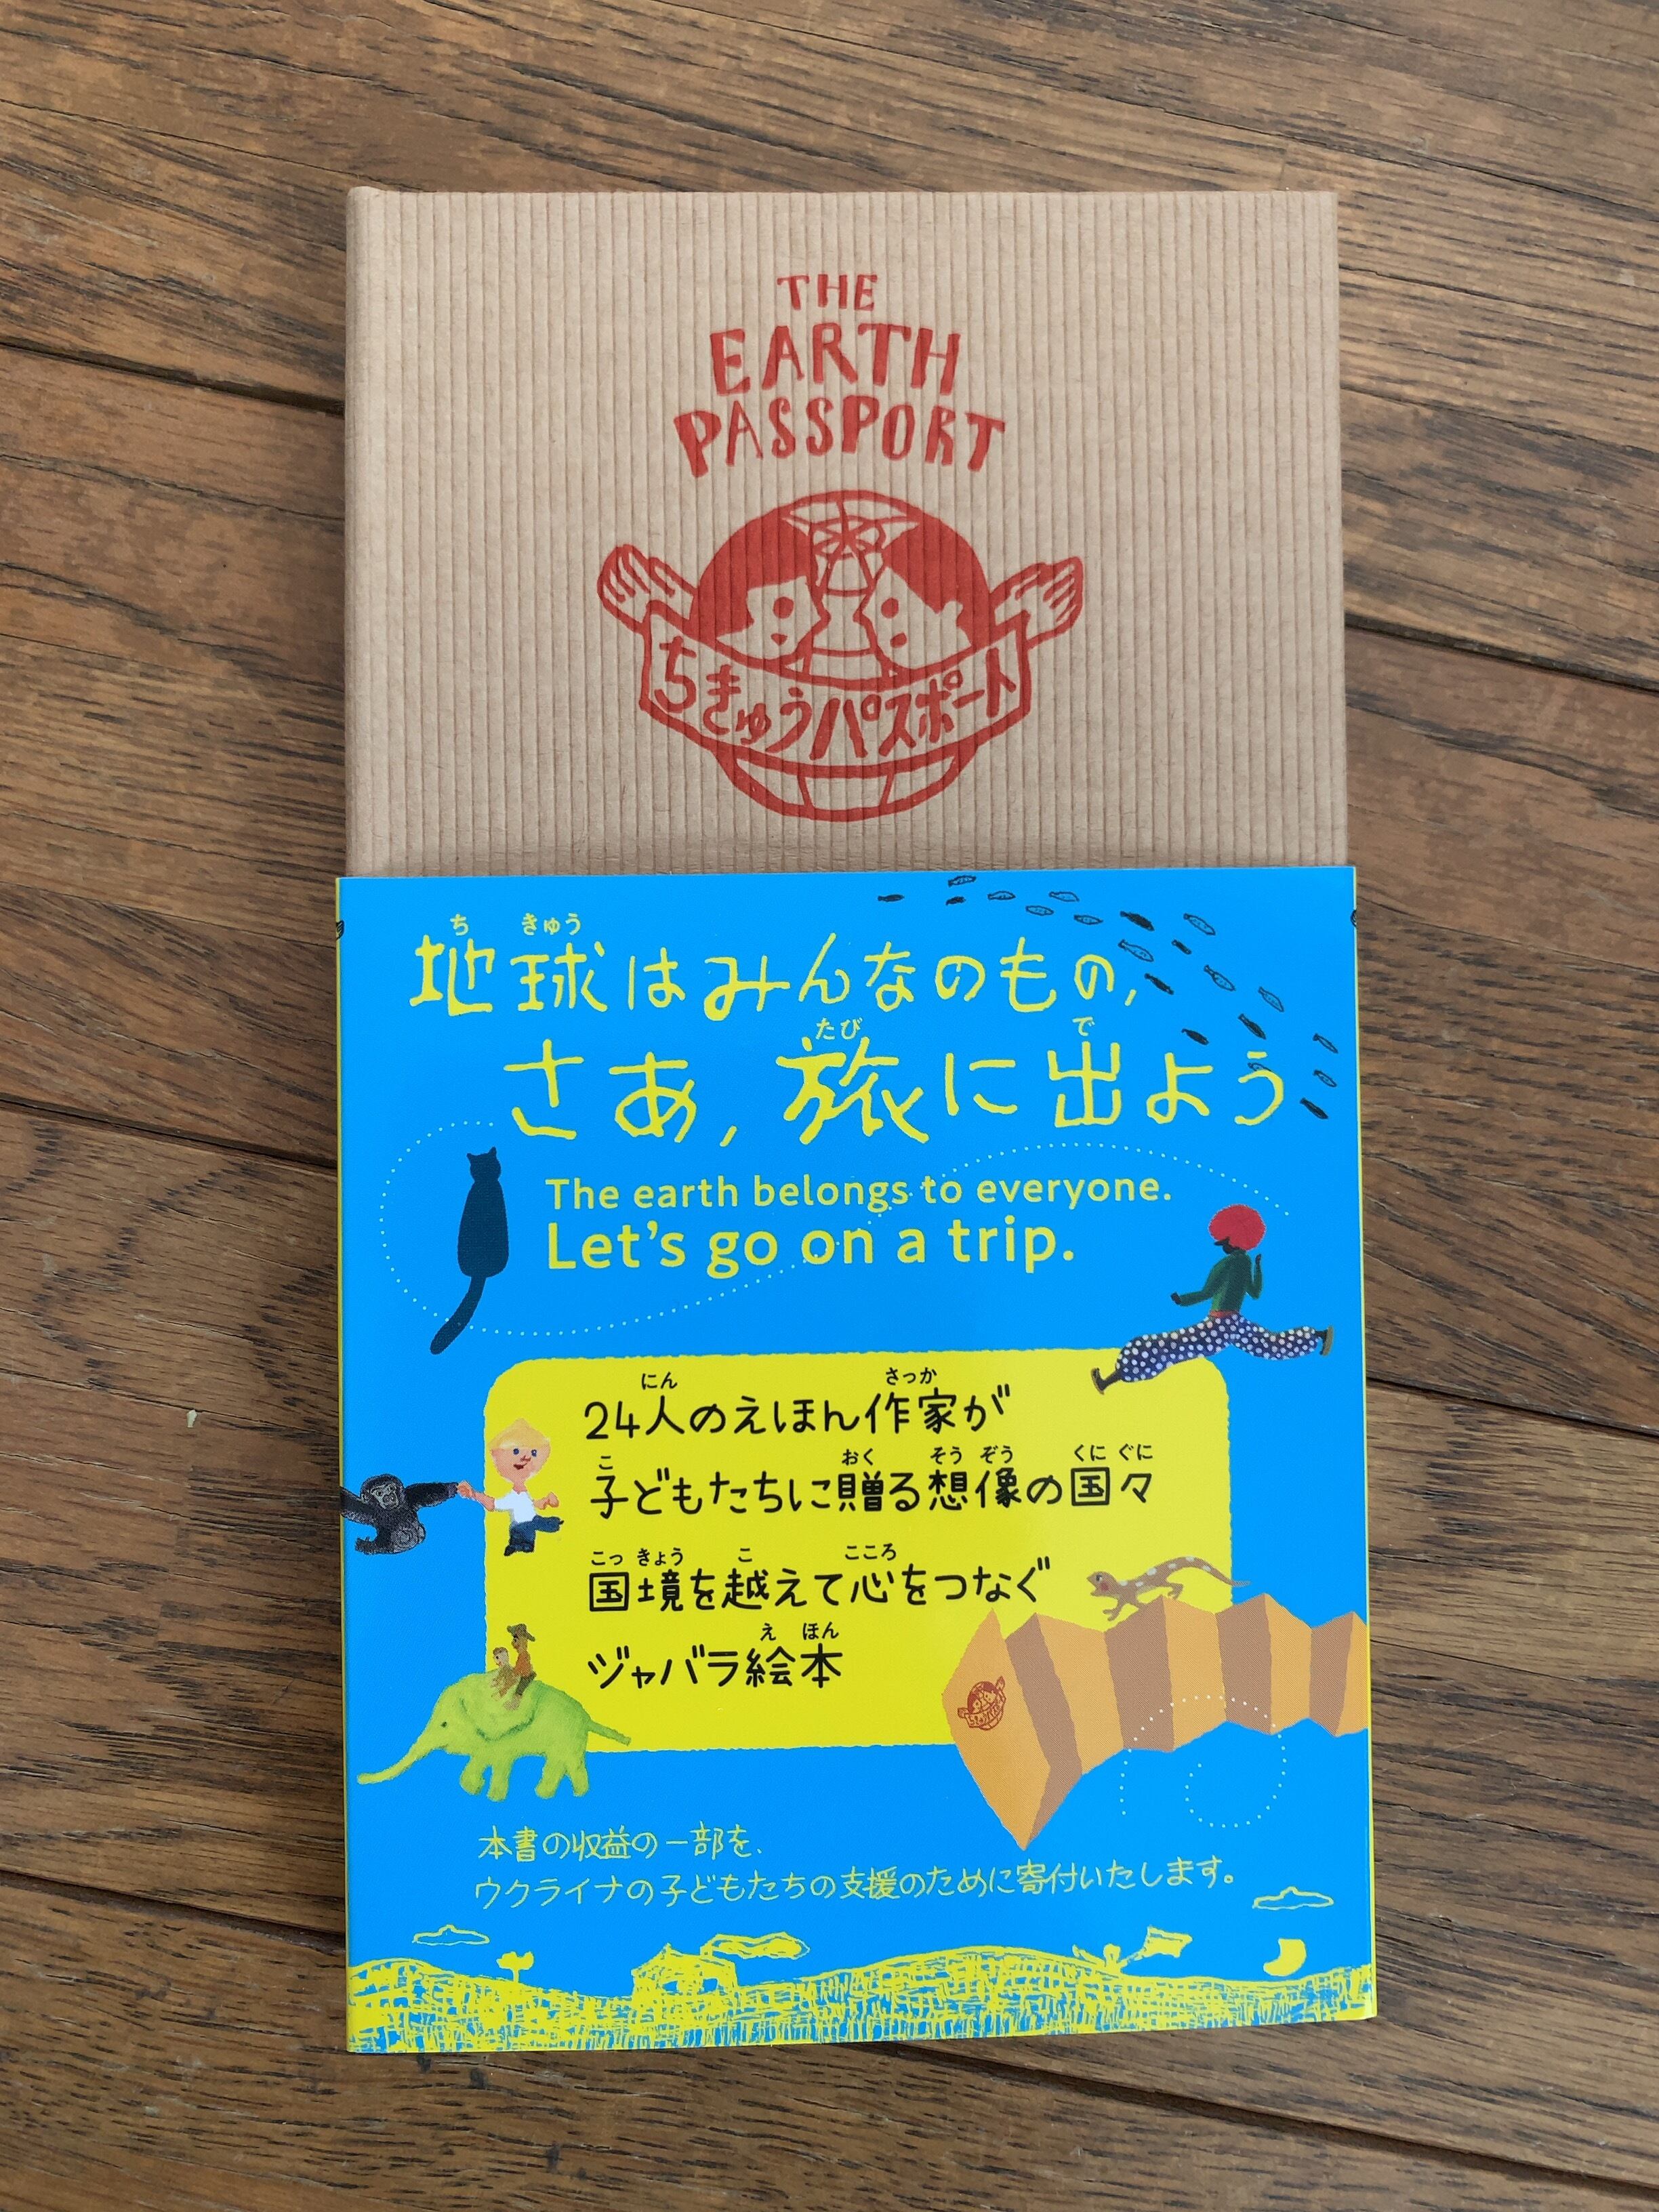 THE
EARTH
PASSPORT
ちきゅうパスポート
ち きゅう
地球はみんなのもの,
たび で
さあ,旅に出よう
The earth belongs to everyone.
Let's go on a trip.
にん さっか
24人のえほん作家が
こ おく そう ぞう くに ぐに
子どもたちに贈る想像の国々
こっ きょう こ こころ
国境を越えて心をつなぐ
え ほん
ジャバラ絵本
本書の収益の一部を、
ウクライナの子どもたちの支援のために寄付いたします。